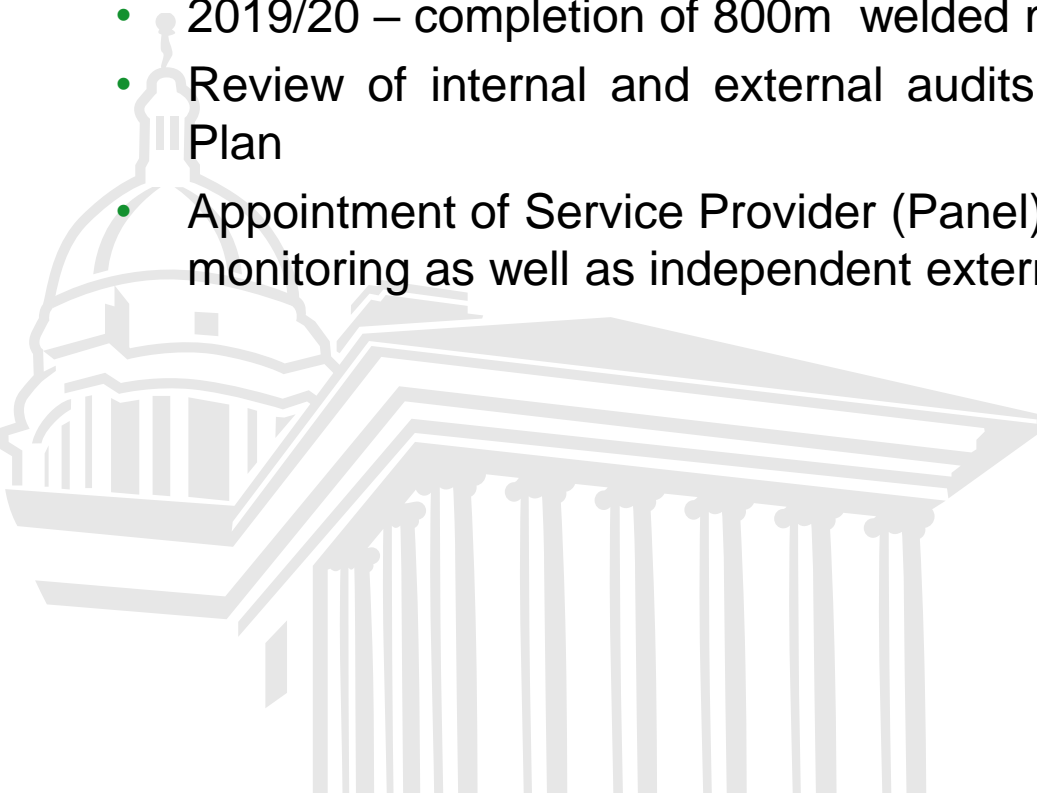 • 2019/20 – completion of 800m welded
• Review of internal and external audits
Plan
• Appointment of Service Provider (Panel)
monitoring as well as independent